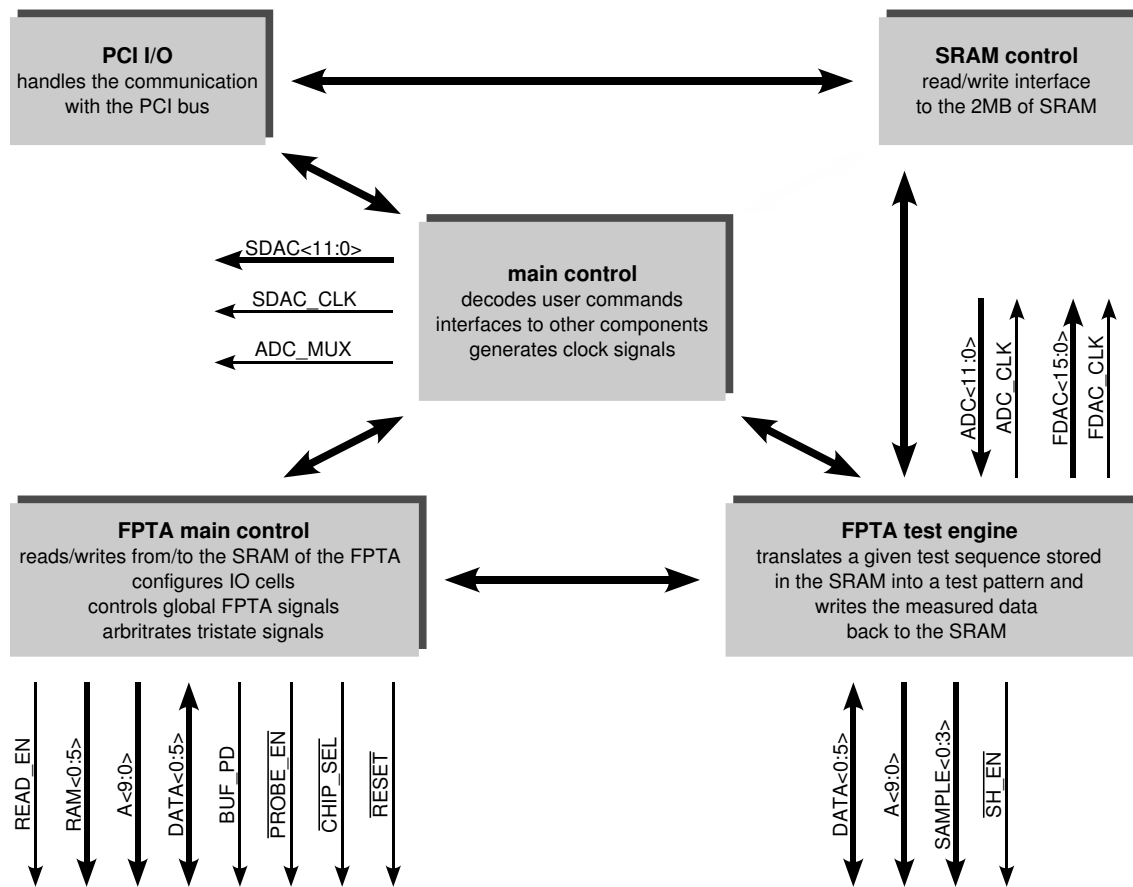 PCI I/O
handles the communication
with the PCI bus
SRAM control
read/write interface
to the 2MB of SRAM
main control
decodes user commands
interfaces to other components
generates clock signals
SDAC<11:0>
SDAC_CLK
ADC_MUX
ADC<11:0>
ADC_CLK
FDAC<15:0>
FDAC_CLK
FPTA main control
reads/writes from/to the SRAM of the FPTA
configures IO cells
controls global FPTA signals
arbritrates tristate signals
FPTA test engine
translates a given test sequence stored
in the SRAM into a test pattern and
writes the measured data
back to the SRAM
READ_EN
RAM<0:5>
A<9:0>
DATA<0:5>
BUF_PD
PROBE_EN
CHIP_SEL
RESET
DATA<0:5>
A<9:0>
SAMPLE<0:3>
SH_EN